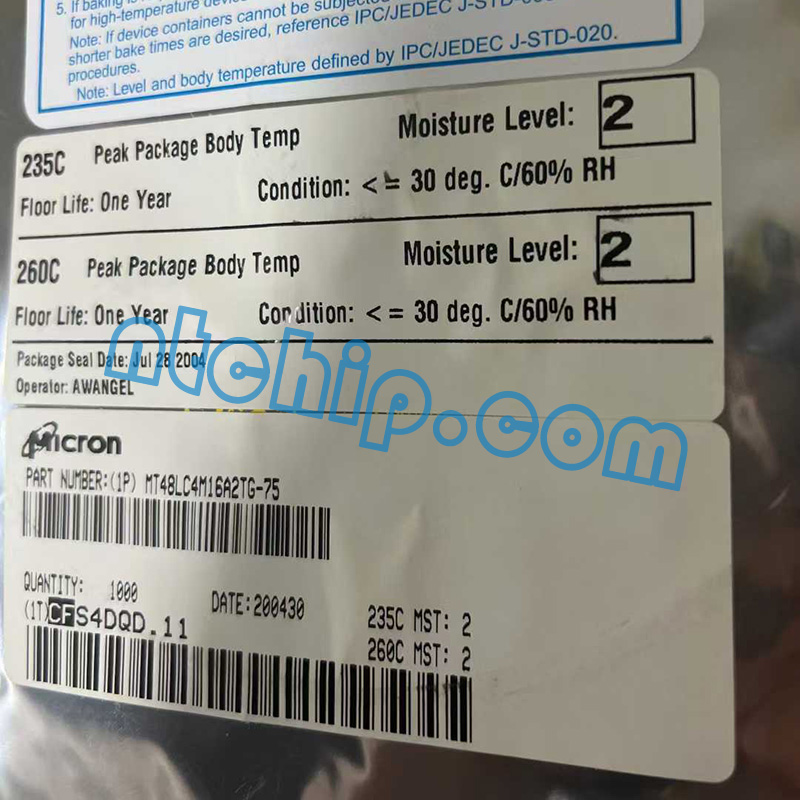 5. If baking is
for high-temperature
Note: If device containers cannot be subjected
shorter bake times are desired, reference IPC/JEDEC J-STD-
procedures.
Note: Level and body temperature defined by IPC/JEDEC J-STD-020.
235C Peak Package Body Temp Moisture Level: 2
Floor Life: One Year Condition: <= 30 deg. C/60% RH
260C Peak Package Body Temp Moisture Level: 2
Floor Life: One Year Condition: <= 30 deg. C/60% RH
Package Seal Date: Jul 28 2004
Operator: AWANGEL
ntchip.com
Micron
PART NUMBER:(1P) MT48LC4M16A2TG-75
QUANTITY: 1000 DATE:200430 235C MST: 2
(1T)CFS4DQD.11 260C MST: 2